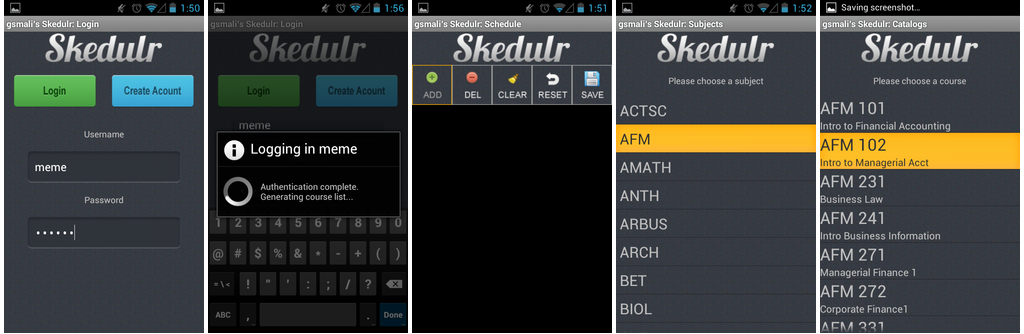 1:50
gsmali's Skedulr: Login
Skedulr
Login
Create Acount
Username
meme
Password
1:56
gsmali's Skedulr: Login
Skedulr
Login
Create Acount
meme
Logging in meme
Authentication complete.
Generating course list...
1 2 3 4 5 6 7 8 9 0
@ # $ % & * - + ( )
=\< ! " ' : ; / ?
ABC , . Done
1:51
gsmali's Skedulr: Schedule
Skedulr
ADD DEL CLEAR RESET SAVE
1:52
gsmali's Skedulr: Subjects
Skedulr
Please choose a subject
ACTSC
AFM
AMATH
ANTH
ARBUS
ARCH
BET
BIOL
Saving screenshot...
gsmali's Skedulr: Catalogs
Skedulr
Please choose a course
AFM 101
Intro to Financial Accounting
AFM 102
Intro to Managerial Acct
AFM 231
Business Law
AFM 241
Intro Business Information
AFM 271
Managerial Finance 1
AFM 272
Corporate Finance1
AFM 331